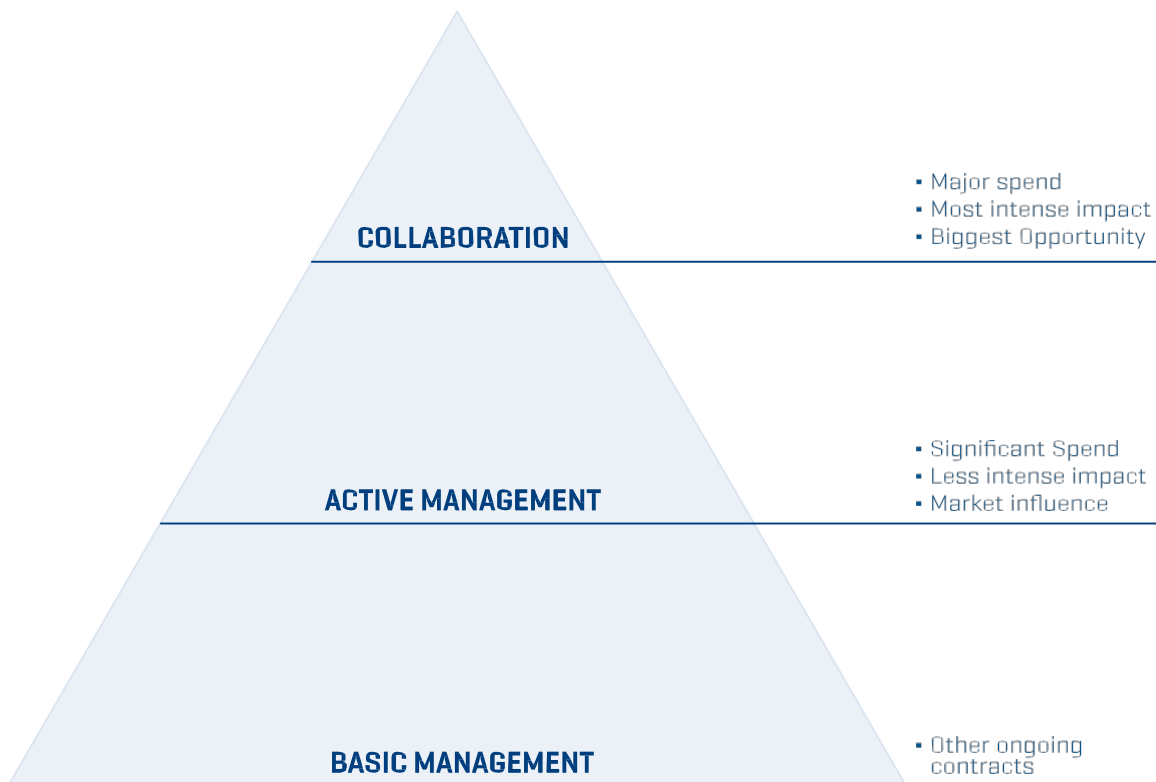 ▪ Major spend
▪ Most intense impact
▪ Biggest Opportunity
COLLABORATION
▪ Significant Spend
▪ Less intense impact
▪ Market influence
ACTIVE MANAGEMENT
▪ Other ongoing
contracts
BASIC MANAGEMENT